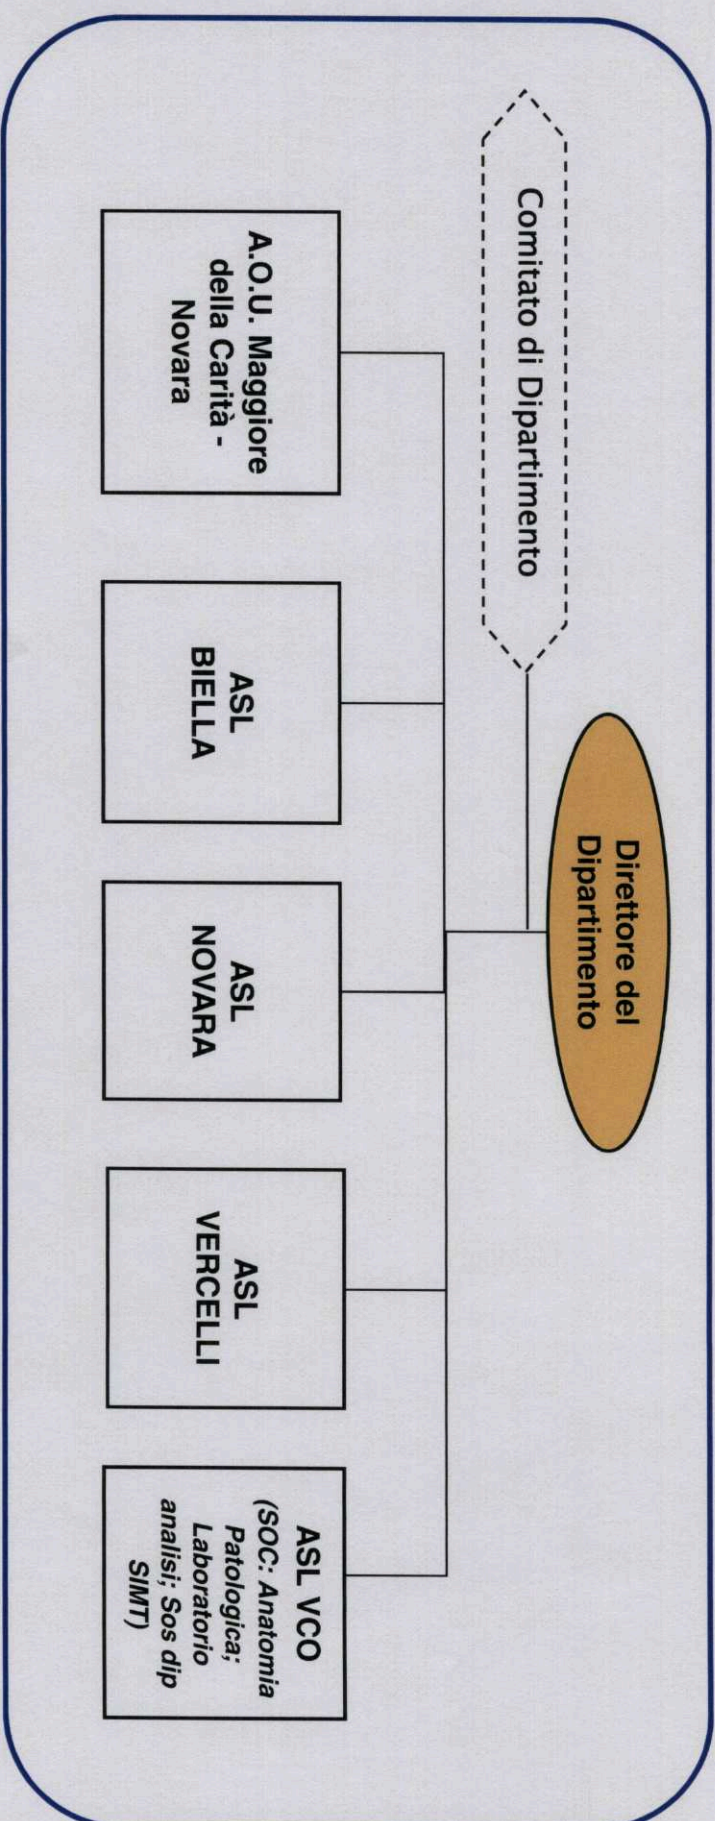 Direttore del
Dipartimento
Comitato di Dipartimento
A.O.U. Maggiore
della Carità -
Novara
ASL
BIELLA
ASL
NOVARA
ASL
VERCELLI
ASL VCO
(SOC: Anatomia
Patologica;
Laboratorio
analisi; Sos dip
SIMT)